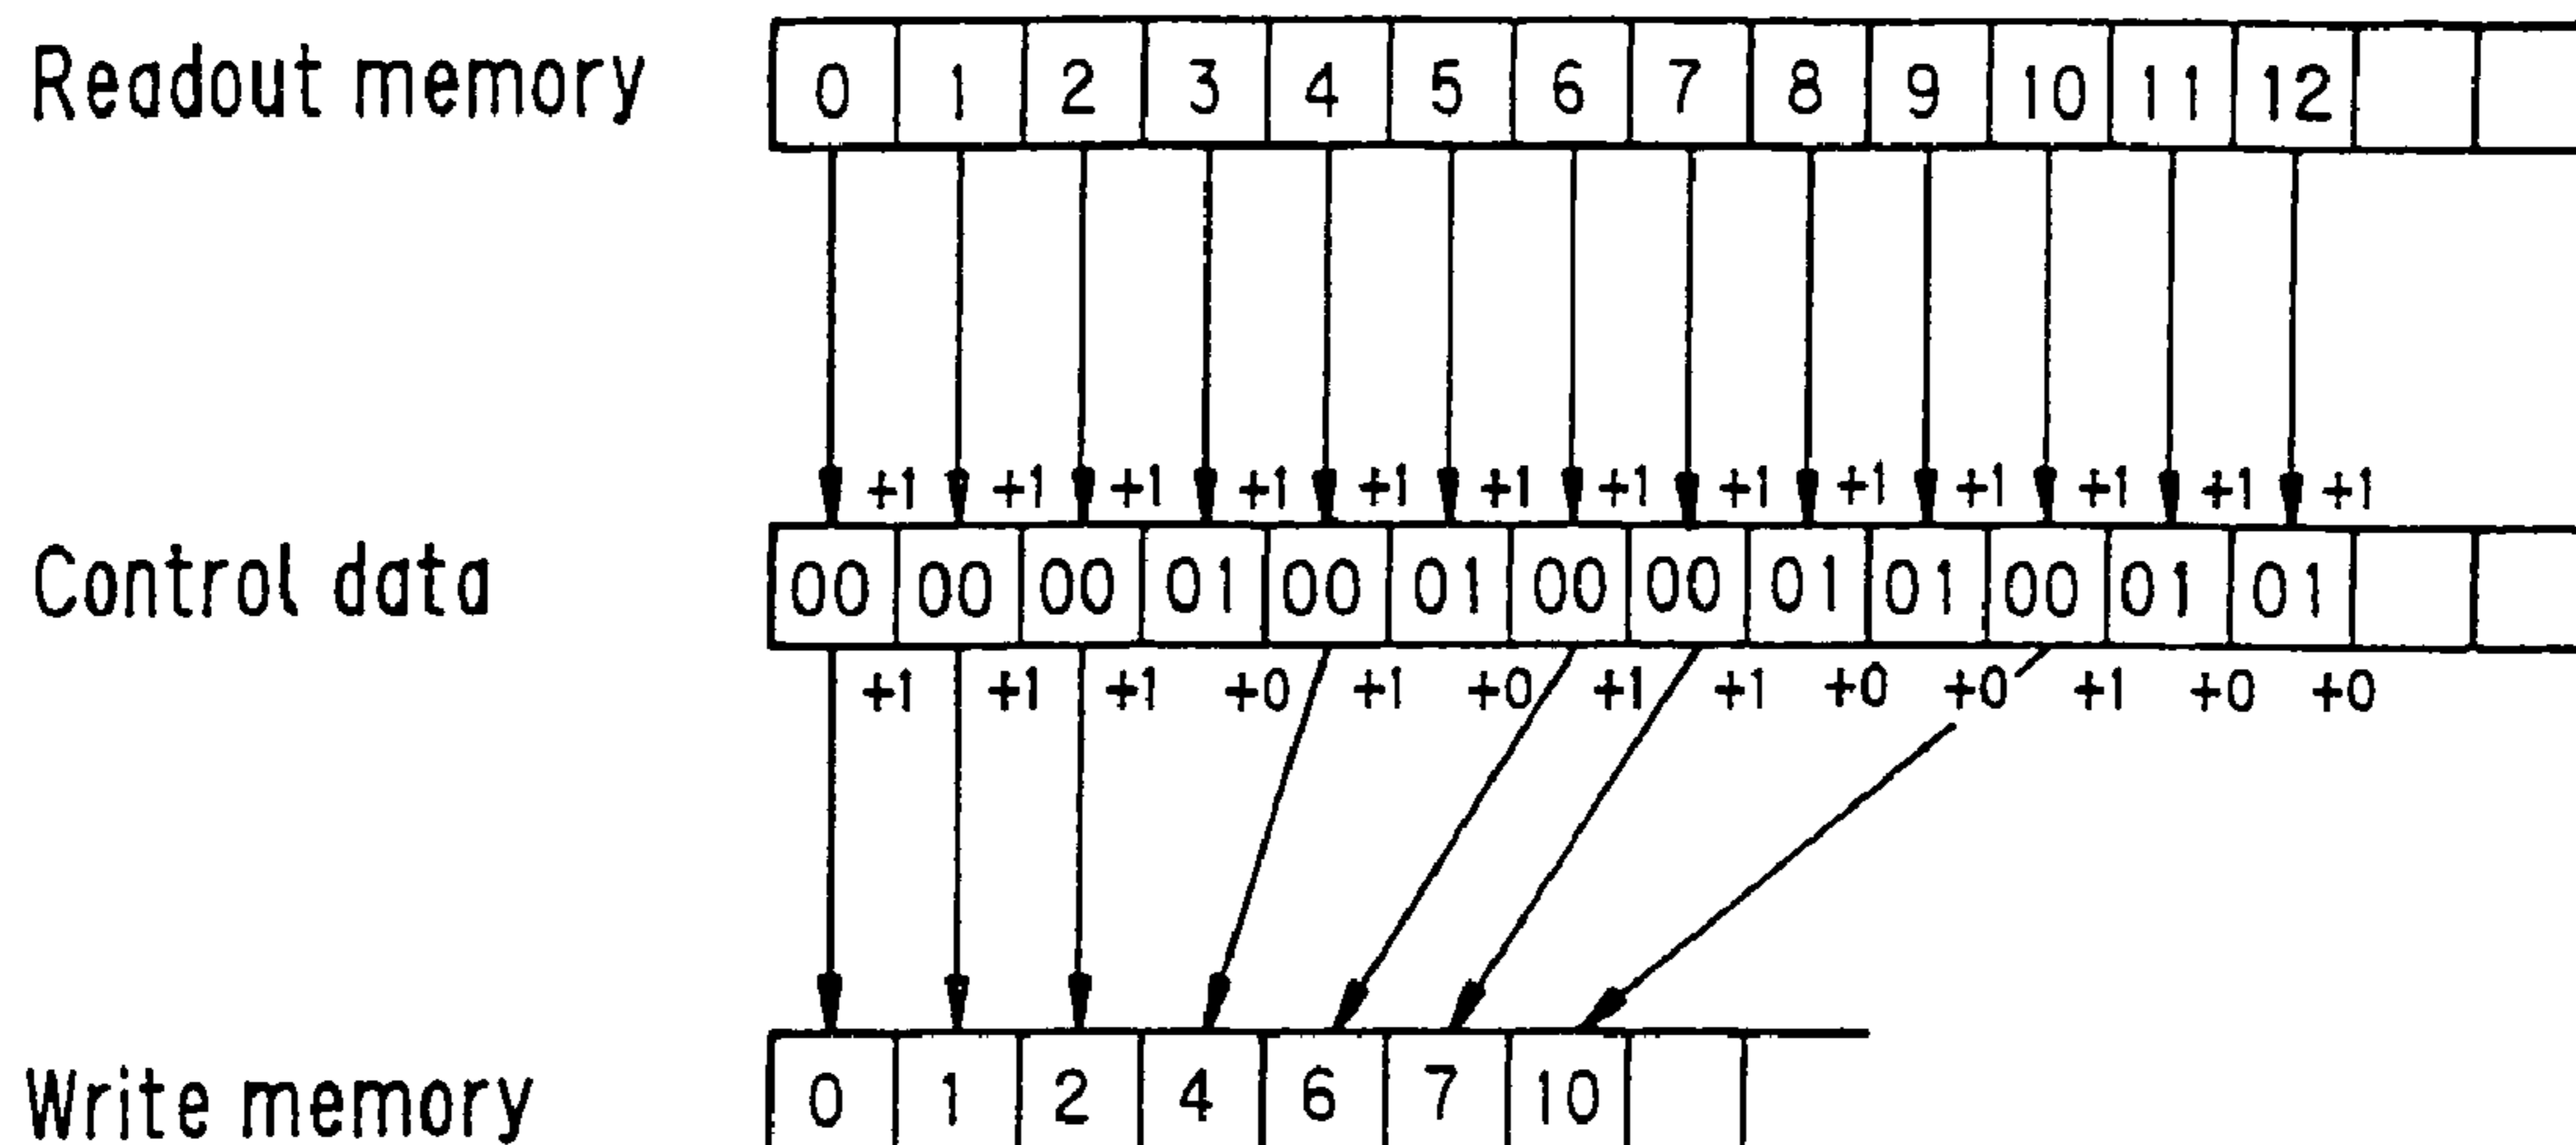 Readout memory 0 1 2 3 4 5 6 7 8 9 10 11 12
+1 +1 +1 +1 +1 +1 +1 +1 +1 +1 +1 +1 +1
Control data 00 00 00 01 00 01 00 00 01 01 00 01 01
+1 +1 +1 +0 +1 +0 +1 +1 +0 +0 +1 +0 +0
Write memory 0 1 2 4 6 7 10